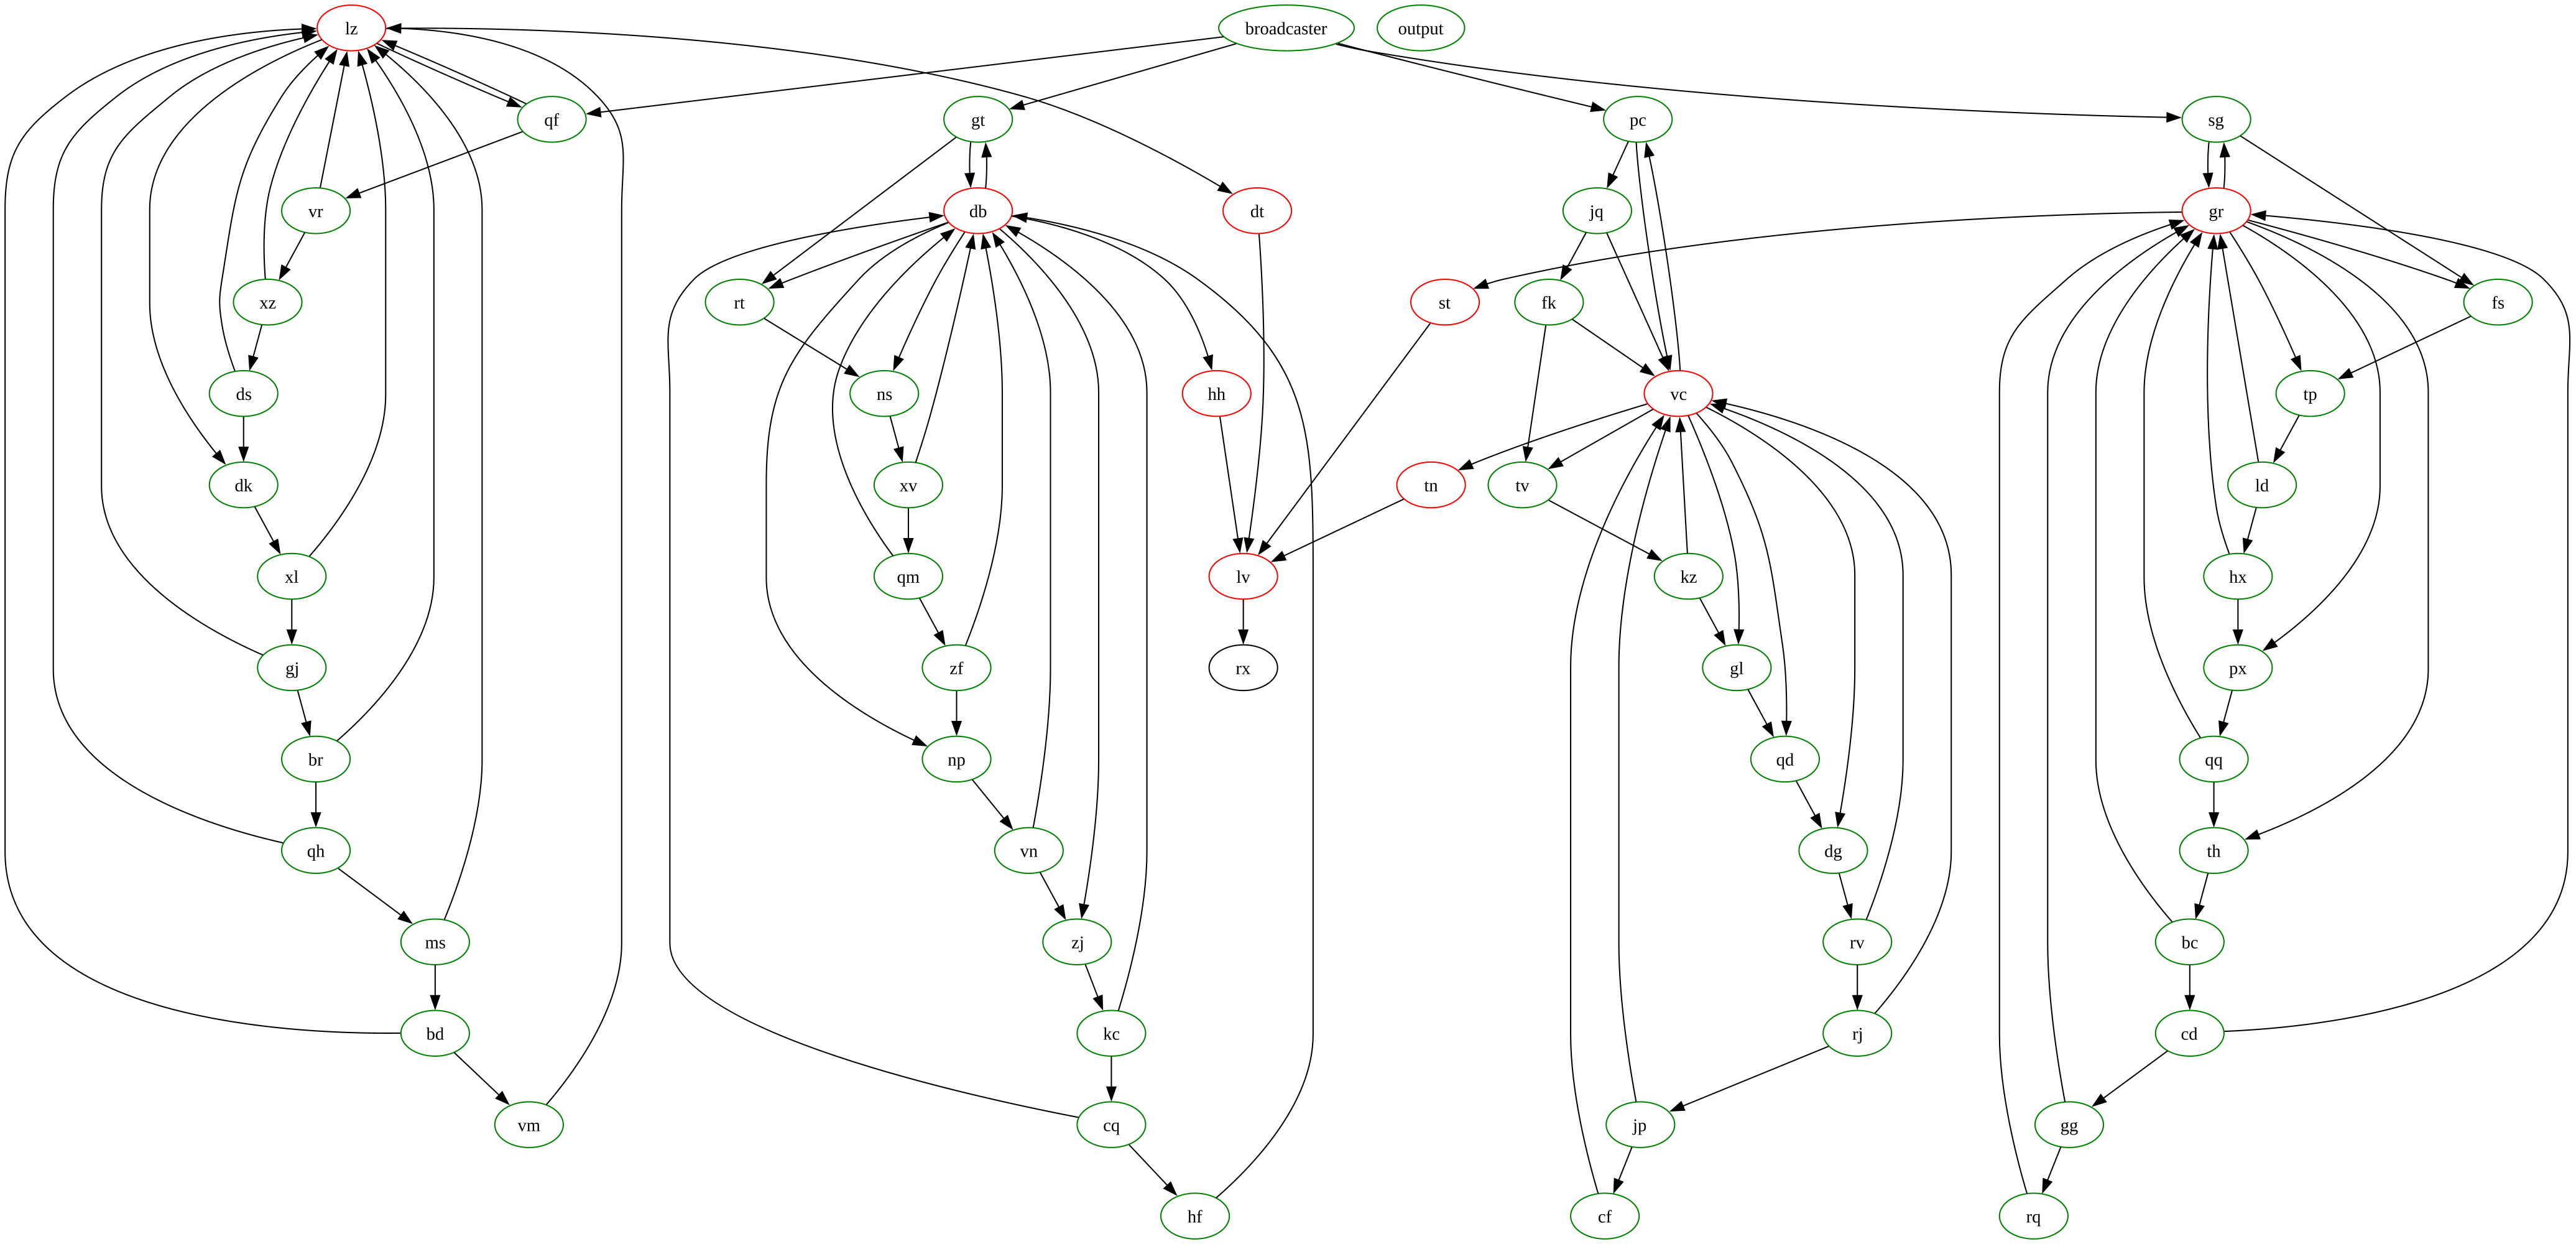 lz
broadcaster
output
qf
gt
pc
sg
vr
db
dt
jq
gr
xz
rt
st
fk
fs
ds
ns
hh
vc
tp
dk
xv
tn
tv
ld
xl
qm
lv
kz
hx
gj
zf
rx
gl
px
br
np
qd
qq
qh
vn
dg
th
ms
zj
rv
bc
bd
kc
rj
cd
vm
cq
jp
gg
hf
cf
rq